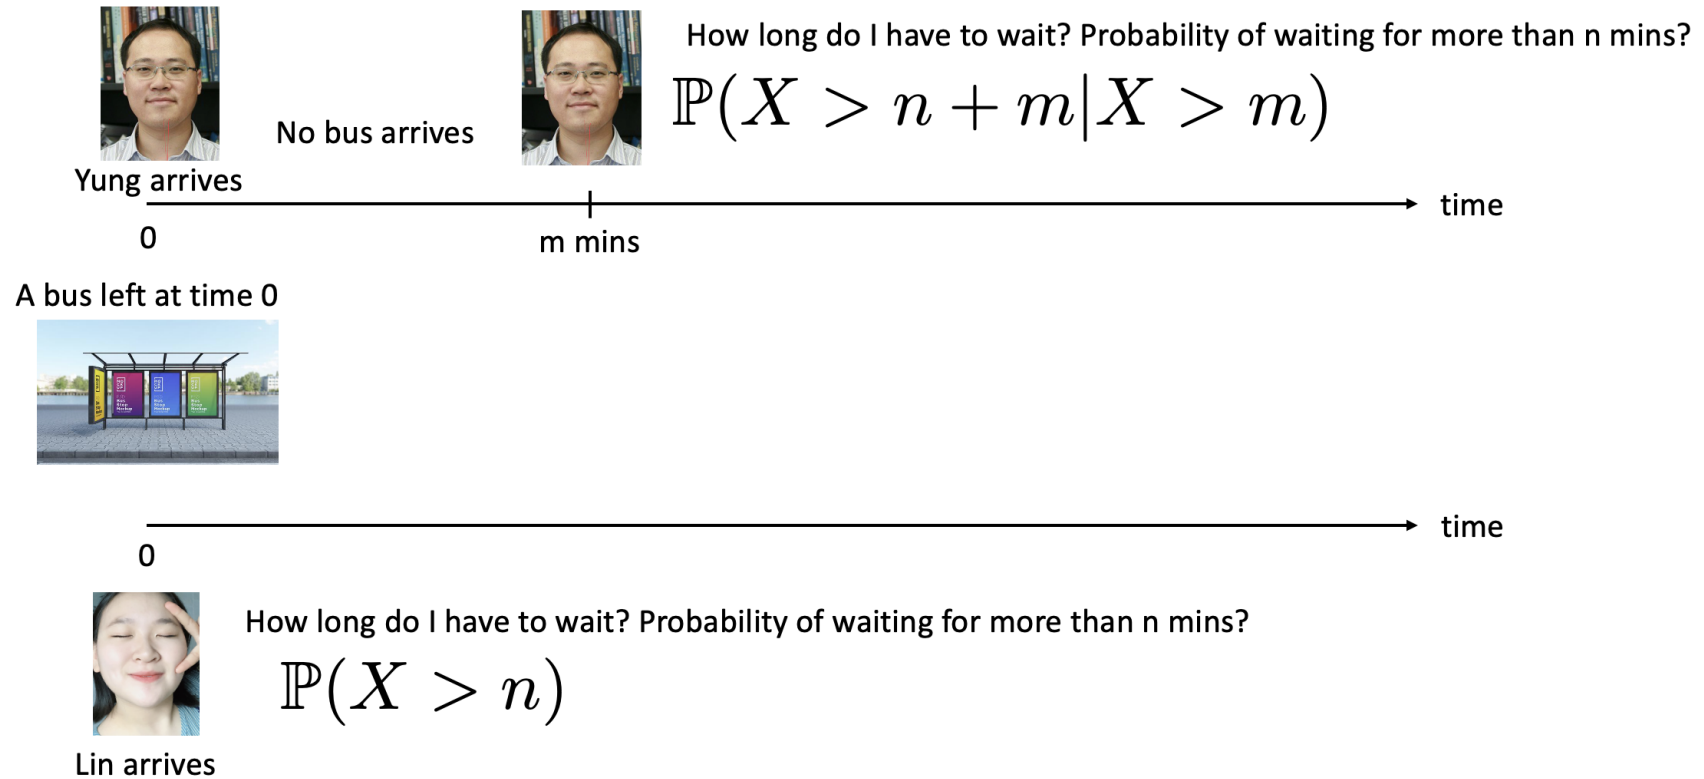 How long do I have to wait? Probability of waiting for more than n mins?
ℙ(X > n + m|X > m)
No bus arrives
Yung arrives
time
0
m mins
A bus left at time 0
time
0
How long do I have to wait? Probability of waiting for more than n mins?
ℙ(X > n)
Lin arrives